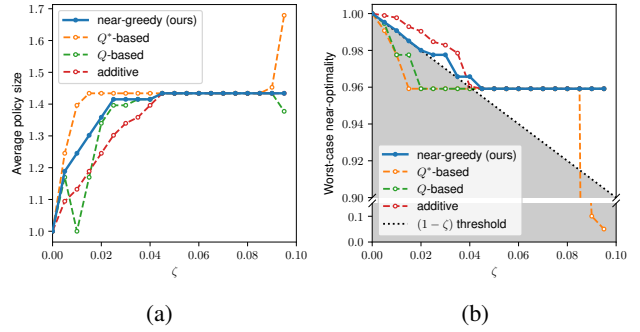 1.7
1.6
1.5
1.4
1.3
1.2
1.1
1.0
Average policy size
near-greedy (ours)
Q*-based
Q-based
additive
0.00 0.02 0.04 0.06 0.08 0.10
ζ
(a)
1.00
0.98
0.96
0.94
0.92
0.90
0.1
0.0
Worst-case near-optimality
near-greedy (ours)
Q*-based
Q-based
additive
(1 − ζ) threshold
0.00 0.02 0.04 0.06 0.08 0.10
ζ
(b)